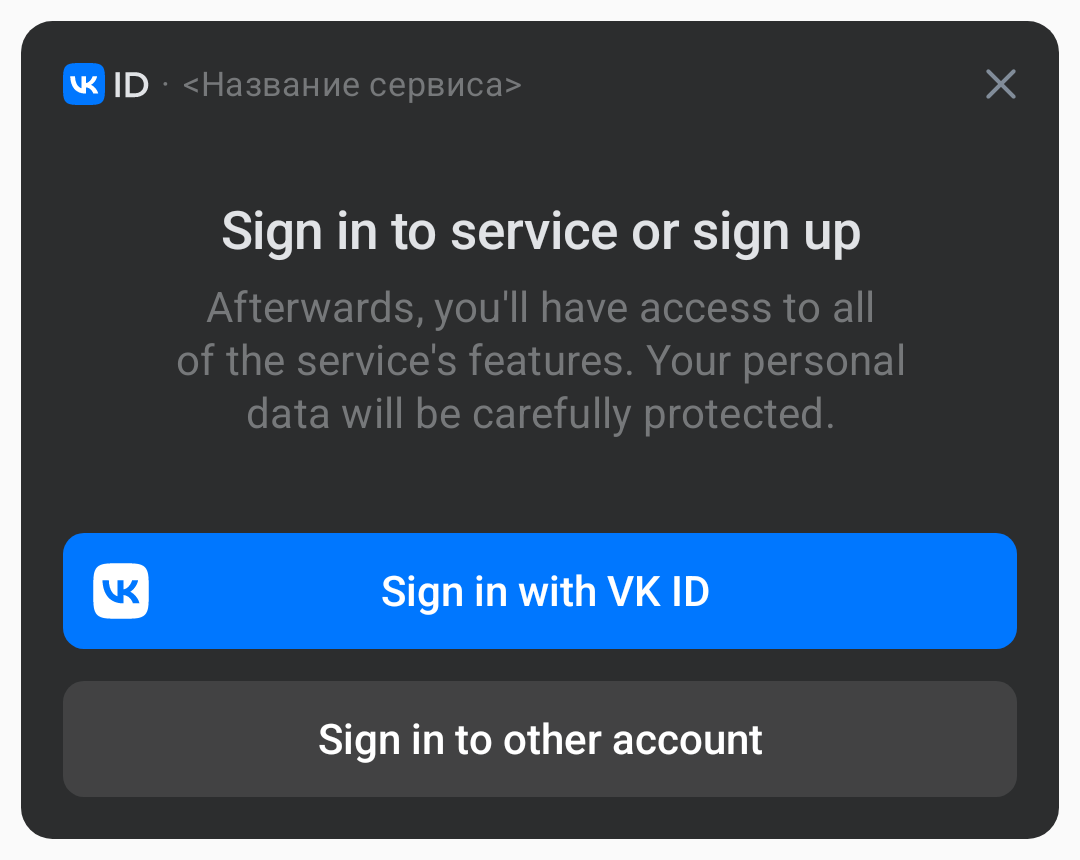 VK ID · <Название сервиса>
Sign in to service or sign up
Afterwards, you'll have access to all
of the service's features. Your personal
data will be carefully protected.
VK Sign in with VK ID
Sign in to other account